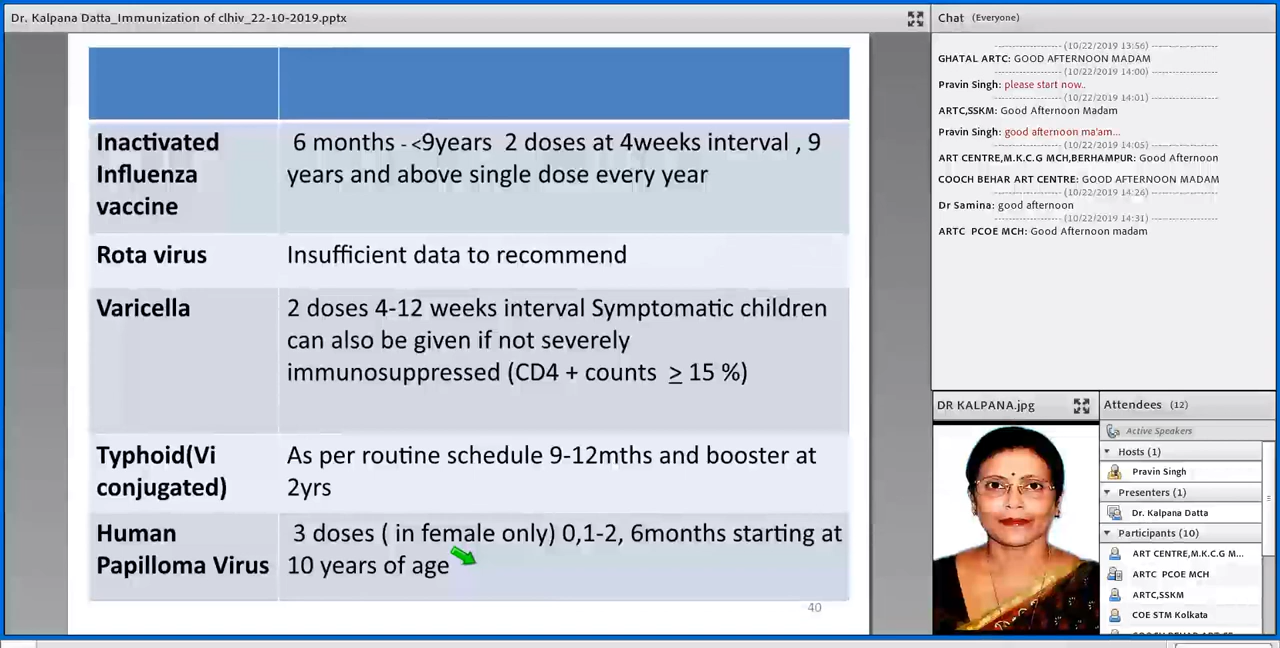 Dr. Kalpana Datta_Immunization of clhiv_22-10-2019.pptx
Inactivated
Influenza
vaccine
6 months - <9years 2 doses at 4weeks interval , 9
years and above single dose every year
Rota virus
Insufficient data to recommend
Varicella
2 doses 4-12 weeks interval Symptomatic children
can also be given if not severely
immunosuppressed (CD4 + counts ≥ 15 %)
Typhoid(Vi
conjugated)
As per routine schedule 9-12mths and booster at
2yrs
Human
Papilloma Virus
3 doses ( in female only) 0,1-2, 6months starting at
10 years of age
40
Chat (Everyone)
(10/22/2019 13:56)
GHATAL ARTC: GOOD AFTERNOON MADAM
(10/22/2019 14:00)
Pravin Singh: please start now..
(10/22/2019 14:01)
ARTC,SSKM: Good Afternoon Madam
Pravin Singh: good afternoon ma'am...
(10/22/2019 14:05)
ART CENTRE,M.K.C.G MCH,BERHAMPUR: Good Afternoon
COOCH BEHAR ART CENTRE: GOOD AFTERNOON MADAM
(10/22/2019 14:26)
Dr Samina: good afternoon
(10/22/2019 14:31)
ARTC PCOE MCH: Good Afternoon madam
DR KALPANA.jpg
Attendees (12)
Active Speakers
Hosts (1)
Pravin Singh
Presenters (1)
Dr. Kalpana Datta
Participants (10)
ART CENTRE,M.K.C.G M...
ARTC PCOE MCH
ARTC,SSKM
COE STM Kolkata